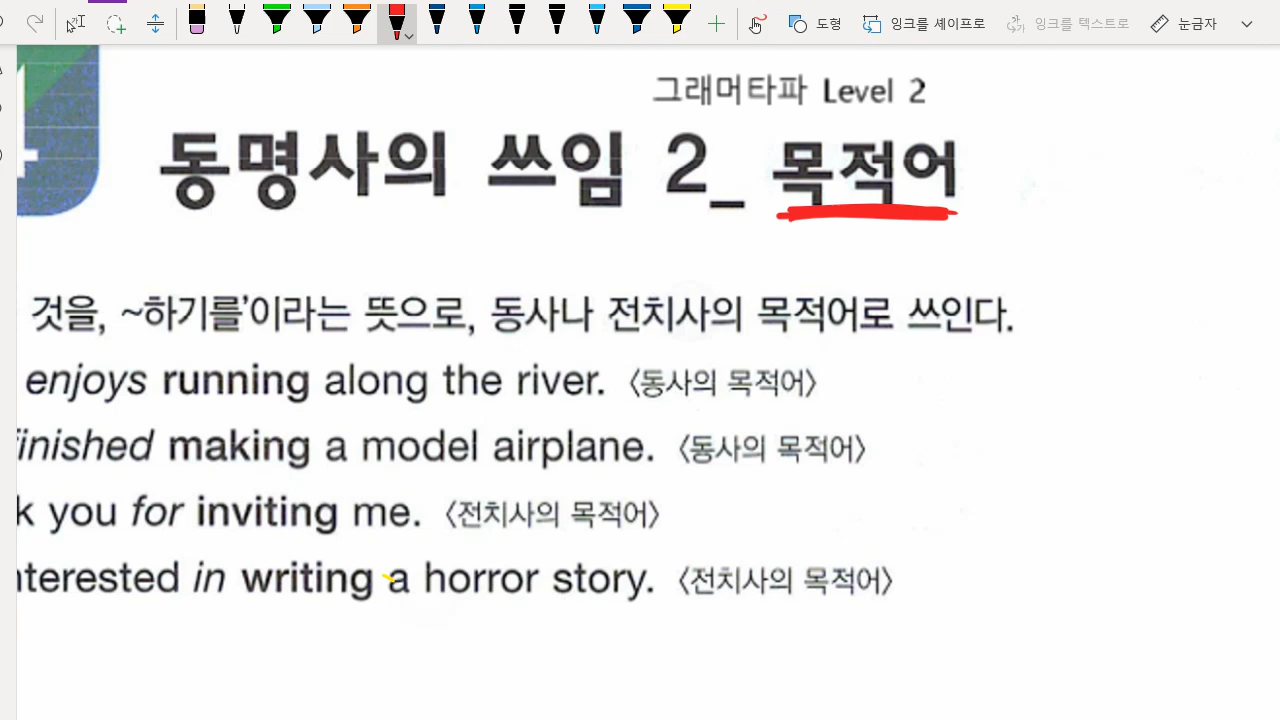 도형
잉크를 셰이프로
잉크를 텍스트로
눈금자
그래머타파 Level 2
동명사의 쓰임 2_ 목적어
것을, ~하기를'이라는 뜻으로, 동사나 전치사의 목적어로 쓰인다.
enjoys running along the river. 〈동사의 목적어〉
finished making a model airplane. 〈동사의 목적어〉
k you for inviting me. 〈전치사의 목적어〉
nterested in writing a horror story. 〈전치사의 목적어〉